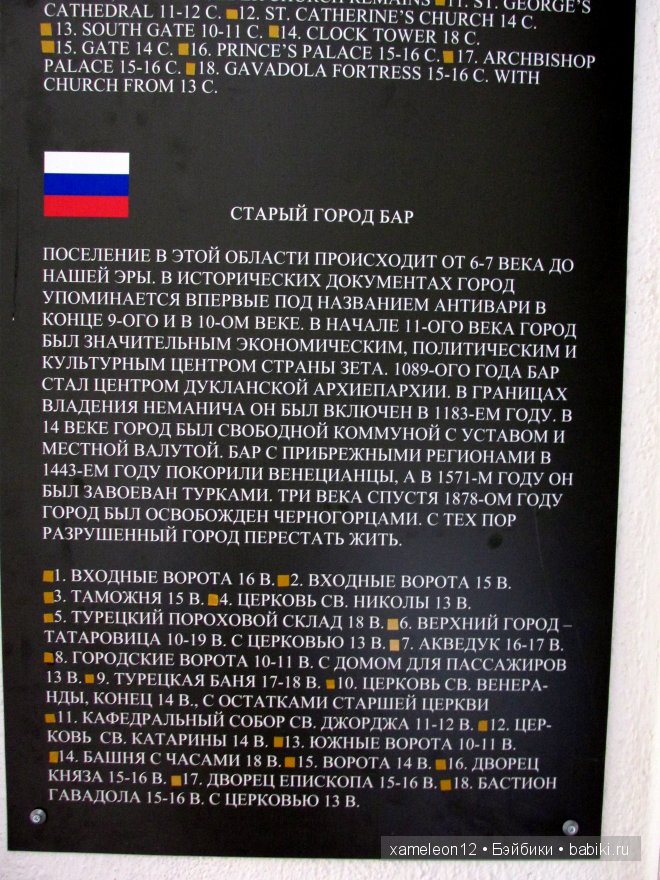 11. ST. GEORGE'S
CATHEDRAL 11-12 C. 12. ST. CATHERINE'S CHURCH 14 C.
13. SOUTH GATE 10-11 C. 14. CLOCK TOWER 18 C.
15. GATE 14 C. 16. PRINCE'S PALACE 15-16 C. 17. ARCHBISHOP
PALACE 15-16 C. 18. GAVADOLA FORTRESS 15-16 C. WITH
CHURCH FROM 13 C.
СТАРЫЙ ГОРОД БАР
ПОСЕЛЕНИЕ В ЭТОЙ ОБЛАСТИ ПРОИСХОДИТ ОТ 6-7 ВЕКА ДО
НАШЕЙ ЭРЫ. В ИСТОРИЧЕСКИХ ДОКУМЕНТАХ ГОРОД
УПОМИНАЕТСЯ ВПЕРВЫЕ ПОД НАЗВАНИЕМ АНТИВАРИ В
КОНЦЕ 9-ОГО И В 10-ОМ ВЕКЕ. В НАЧАЛЕ 11-ОГО ВЕКА ГОРОД
БЫЛ ЗНАЧИТЕЛЬНЫМ ЭКОНОМИЧЕСКИМ, ПОЛИТИЧЕСКИМ И
КУЛЬТУРНЫМ ЦЕНТРОМ СТРАНЫ ЗЕТА. 1089-ОГО ГОДА БАР
СТАЛ ЦЕНТРОМ ДУКЛАНСКОЙ АРХИЕПАРХИИ. В ГРАНИЦАХ
ВЛАДЕНИЯ НЕМАНИЧА ОН БЫЛ ВКЛЮЧЕН В 1183-ЕМ ГОДУ. В
14 ВЕКЕ ГОРОД БЫЛ СВОБОДНОЙ КОММУНОЙ С УСТАВОМ И
МЕСТНОЙ ВАЛУТОЙ. БАР С ПРИБРЕЖНЫМИ РЕГИОНАМИ В
1443-ЕМ ГОДУ ПОКОРИЛИ ВЕНЕЦИАНЦЫ, А В 1571-М ГОДУ ОН
БЫЛ ЗАВОЕВАН ТУРКАМИ. ТРИ ВЕКА СПУСТЯ 1878-ОМ ГОДУ
ГОРОД БЫЛ ОСВОБОЖДЕН ЧЕРНОГОРЦАМИ. С ТЕХ ПОР
РАЗРУШЕННЫЙ ГОРОД ПЕРЕСТАТЬ ЖИТЬ.
1. ВХОДНЫЕ ВОРОТА 16 В. 2. ВХОДНЫЕ ВОРОТА 15 В.
3. ТАМОЖНЯ 15 В. 4. ЦЕРКОВЬ СВ. НИКОЛЫ 13 В.
5. ТУРЕЦКИЙ ПОРОХОВОЙ СКЛАД 18 В. 6. ВЕРХНИЙ ГОРОД –
ТАТАРОВИЦА 10-19 В. С ЦЕРКОВЬЮ 13 В. 7. АКВЕДУК 16-17 В.
8. ГОРОДСКИЕ ВОРОТА 10-11 В. С ДОМОМ ДЛЯ ПАССАЖИРОВ
13 В. 9. ТУРЕЦКАЯ БАНЯ 17-18 В. 10. ЦЕРКОВЬ СВ. ВЕНЕРА-
НДЫ, КОНЕЦ 14 В., С ОСТАТКАМИ СТАРШЕЙ ЦЕРКВИ
11. КАФЕДРАЛЬНЫЙ СОБОР СВ. ДЖОРДЖА 11-12 В. 12. ЦЕР-
КОВЬ СВ. КАТАРИНЫ 14 В. 13. ЮЖНЫЕ ВОРОТА 10-11 В.
14. БАШНЯ С ЧАСАМИ 18 В. 15. ВОРОТА 14 В. 16. ДВОРЕЦ
КНЯЗА 15-16 В. 17. ДВОРЕЦ ЕПИСКОПА 15-16 В. 18. БАСТИОН
ГАВАДОЛА 15-16 В. С ЦЕРКОВЬЮ 13 В.
xameleon12 • Бэйбики • babiki.ru